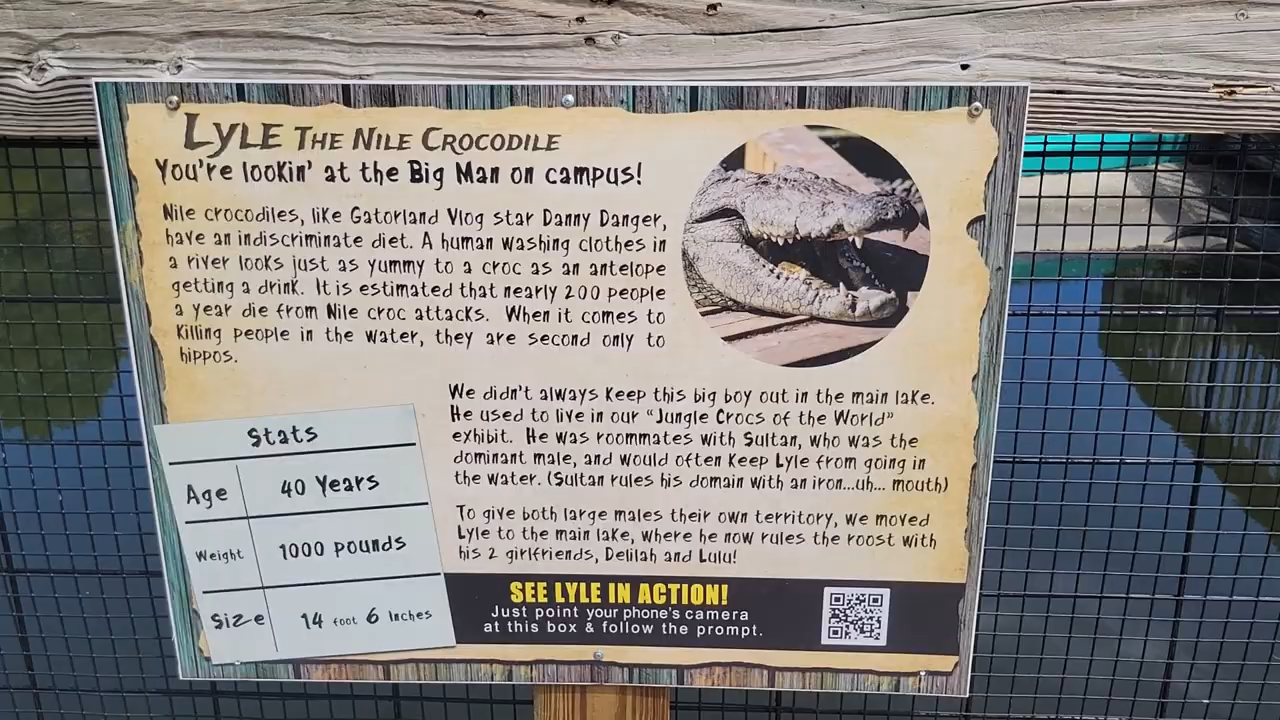 LYLE THE NILE CROCODILE
You're lookin' at the Big Man on campus!
Nile crocodiles, like Gatorland Vlog star Danny Danger,
have an indiscriminate diet. A human washing clothes in
a river looks just as yummy to a croc as an antelope
getting a drink. It is estimated that nearly 200 people
a year die from Nile croc attacks. When it comes to
killing people in the water, they are second only to
hippos.
We didn't always keep this big boy out in the main lake.
He used to live in our "Jungle Crocs of the World"
exhibit. He was roommates with Sultan, who was the
dominant male, and would often keep Lyle from going in
the water. (Sultan rules his domain with an iron...uh... mouth)
To give both large males their own territory, we moved
Lyle to the main lake, where he now rules the roost with
his 2 girlfriends, Delilah and Lulu!
Stats
Age 40 Years
Weight 1000 pounds
Size 14 foot 6 Inches
SEE LYLE IN ACTION!
Just point your phone's camera
at this box & follow the prompt.